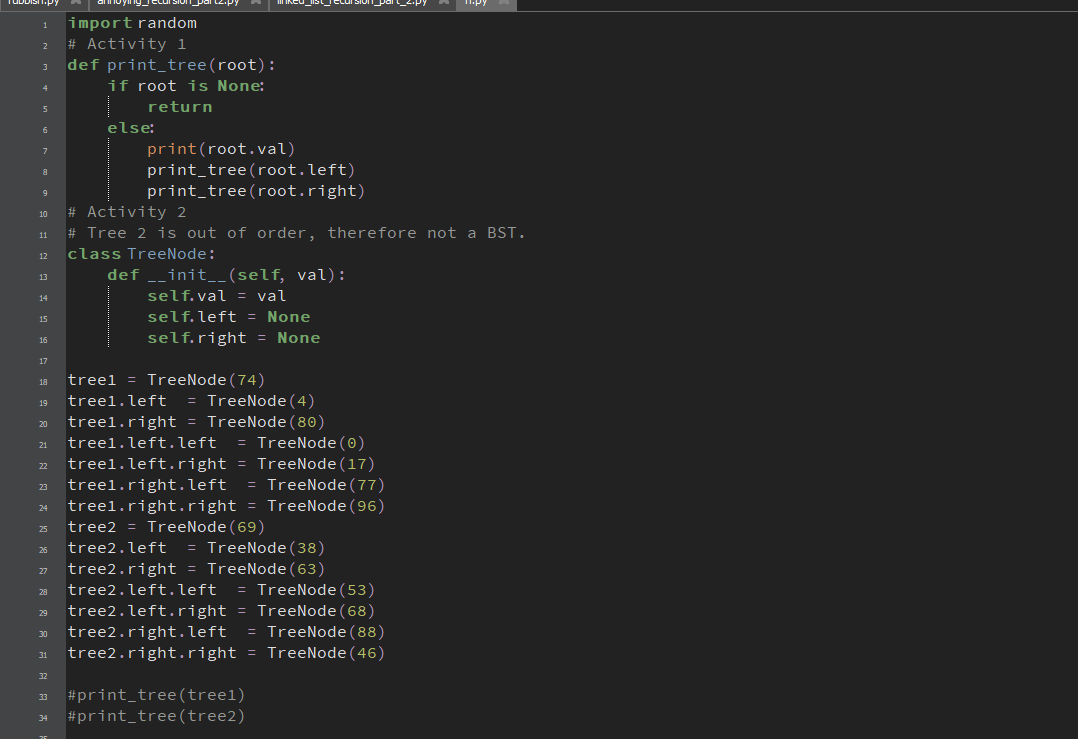 rubbish.py annoying_recursion_part2.py linked_list_recursion_part_2.py
1 import random
2 # Activity 1
3 def print_tree(root):
4     if root is None:
5         return
6     else:
7         print(root.val)
8         print_tree(root.left)
9         print_tree(root.right)
10 # Activity 2
11 # Tree 2 is out of order, therefore not a BST.
12 class TreeNode:
13     def __init__(self, val):
14         self.val = val
15         self.left = None
16         self.right = None
17
18 tree1 = TreeNode(74)
19 tree1.left  = TreeNode(4)
20 tree1.right = TreeNode(80)
21 tree1.left.left  = TreeNode(0)
22 tree1.left.right = TreeNode(17)
23 tree1.right.left  = TreeNode(77)
24 tree1.right.right = TreeNode(96)
25 tree2 = TreeNode(69)
26 tree2.left  = TreeNode(38)
27 tree2.right = TreeNode(63)
28 tree2.left.left  = TreeNode(53)
29 tree2.left.right = TreeNode(68)
30 tree2.right.left  = TreeNode(88)
31 tree2.right.right = TreeNode(46)
32
33 #print_tree(tree1)
34 #print_tree(tree2)
35